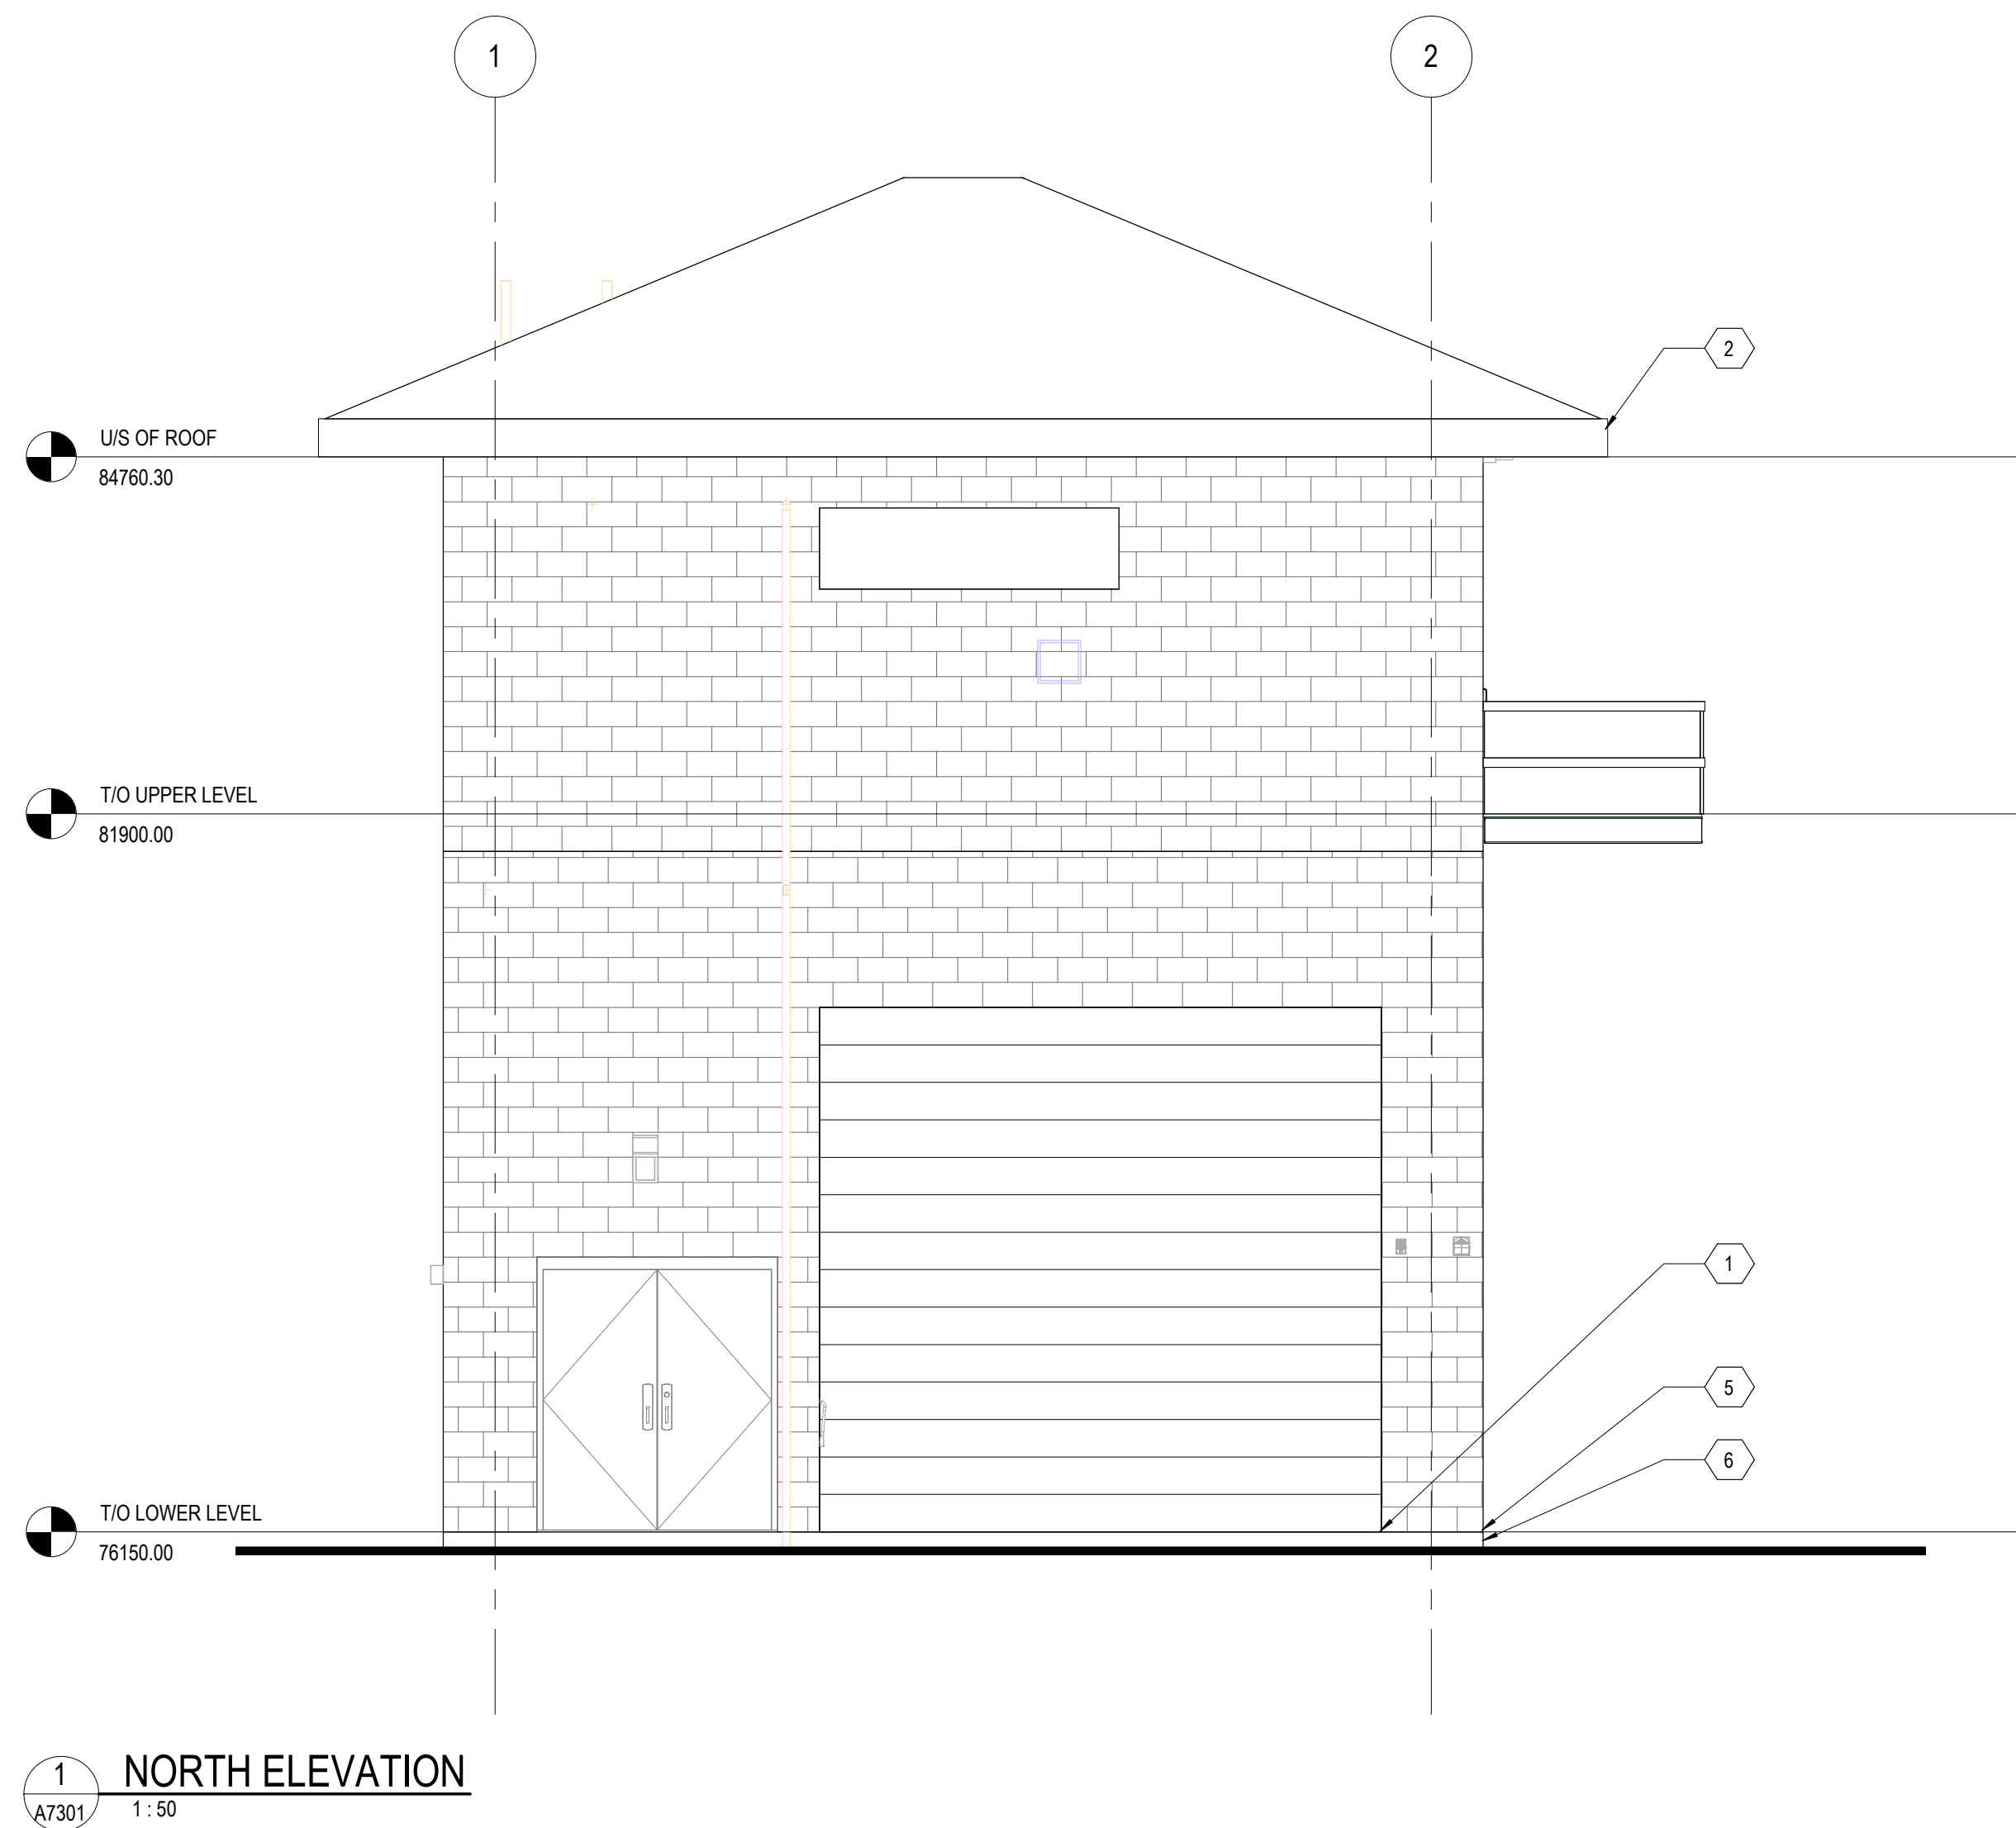 1
2
2
U/S OF ROOF
84760.30
T/O UPPER LEVEL
81900.00
1
5
6
T/O LOWER LEVEL
76150.00
1
NORTH ELEVATION
A7301
1 : 50